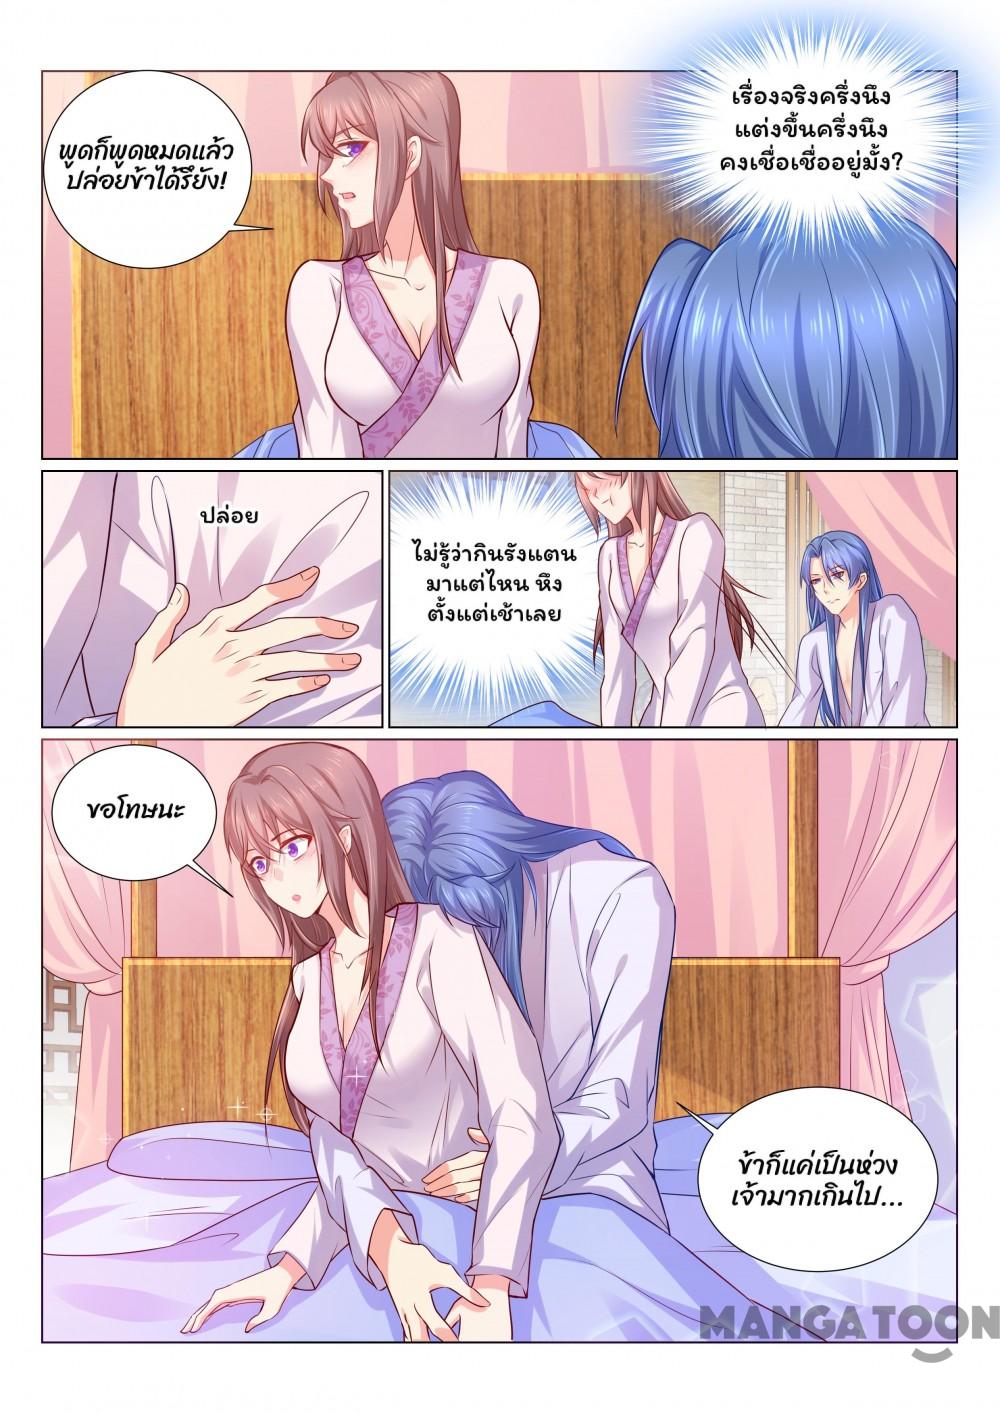 พูดก็พูดหมดแล้ว
ปล่อยข้าได้รึยัง!
เรื่องจริงครึ่งนึง
แต่งขึ้นครึ่งนึง
คงเชื่อเชื่ออยู่มั้ง?
ปล่อย
ไม่รู้ว่ากินรังแตน
มาแต่ไหน หึง
ตั้งแต่เช้าเลย
ขอโทษนะ
ข้าก็แค่เป็นห่วง
เจ้ามากเกินไป...
MANGATOON